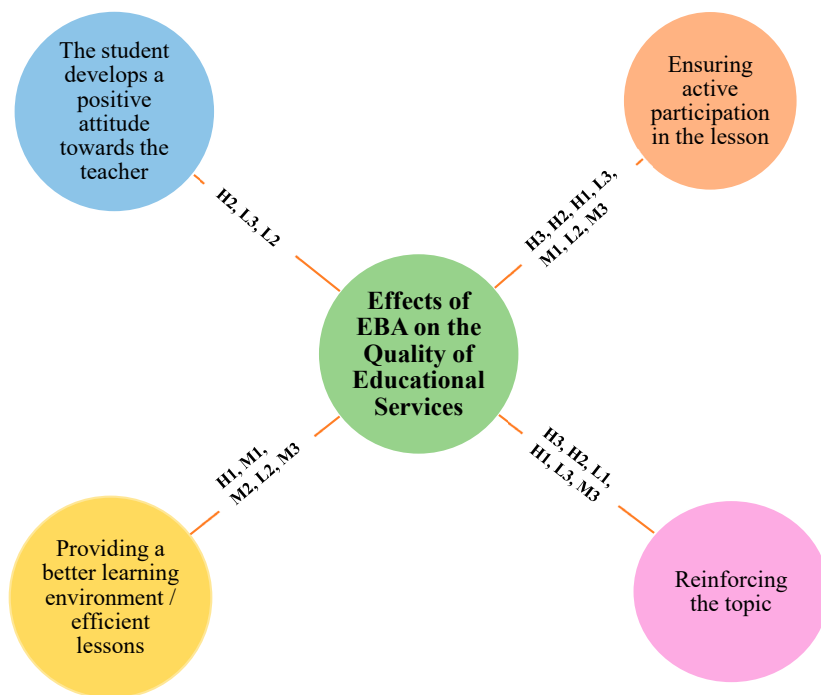 The student
develops a
positive
attitude
towards the
teacher
Ensuring
active
participation
in the lesson
H2, L3, L2
H3, H2, H1, L3,
M1, L2, M3
Effects of
EBA on the
Quality of
Educational
Services
H1, M1,
M2, L2, M3
H3, H2, L1,
H1, L3, M3
Providing a
better learning
environment /
efficient
lessons
Reinforcing
the topic